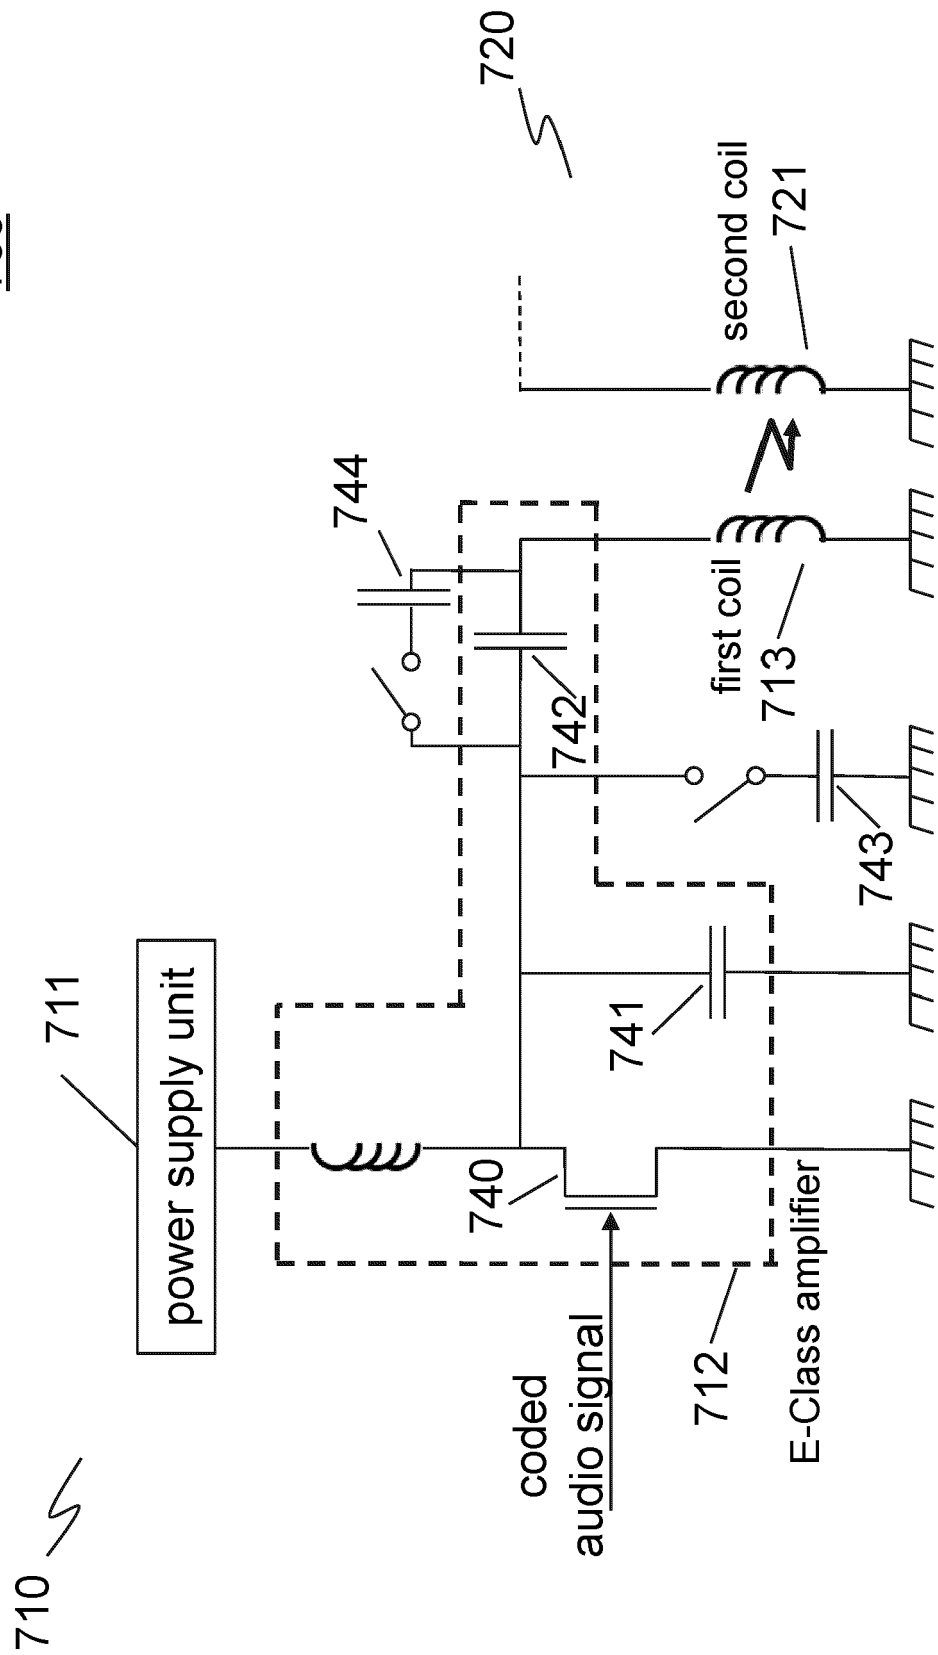 710
711
power supply unit
744
720
740
742
coded
audio signal
741
first coil
713
second coil
721
712
743
E-Class amplifier